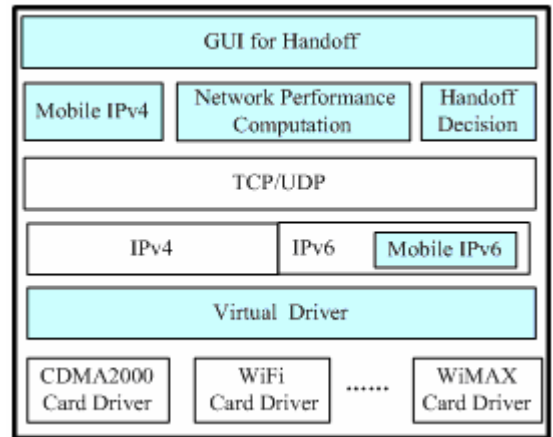 GUI for Handoff
Mobile IPv4
Network Performance
Computation
Handoff
Decision
TCP/UDP
IPv4
IPv6
Mobile IPv6
Virtual Driver
CDMA2000
Card Driver
WiFi
Card Driver
......
WiMAX
Card Driver